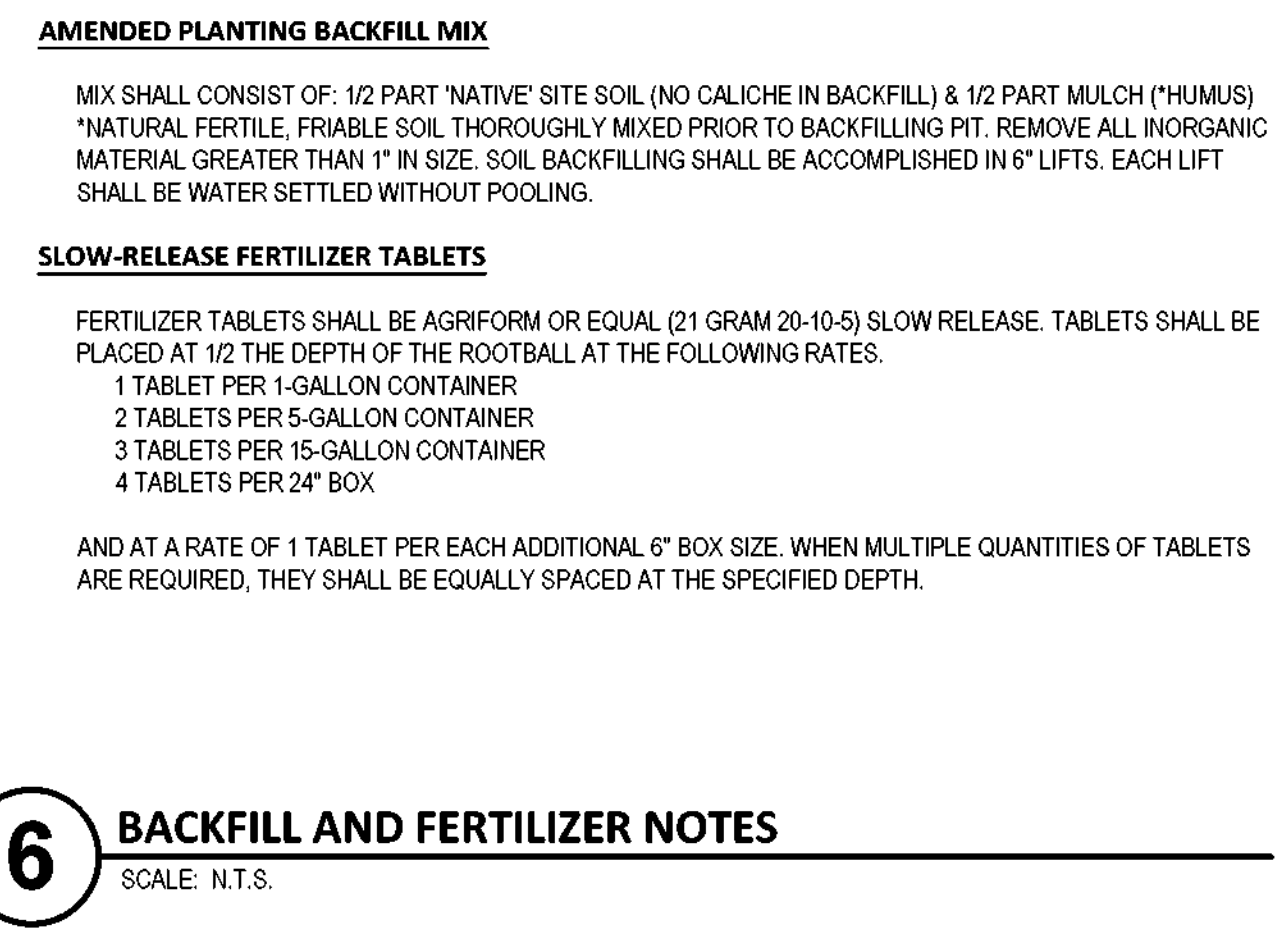 AMENDED PLANTING BACKFILL MIX
MIX SHALL CONSIST OF: 1/2 PART 'NATIVE' SITE SOIL (NO CALICHE IN BACKFILL) & 1/2 PART MULCH (*HUMUS)
*NATURAL FERTILE, FRIABLE SOIL THOROUGHLY MIXED PRIOR TO BACKFILLING PIT. REMOVE ALL INORGANIC
MATERIAL GREATER THAN 1" IN SIZE. SOIL BACKFILLING SHALL BE ACCOMPLISHED IN 6" LIFTS. EACH LIFT
SHALL BE WATER SETTLED WITHOUT POOLING.
SLOW-RELEASE FERTILIZER TABLETS
FERTILIZER TABLETS SHALL BE AGRIFORM OR EQUAL (21 GRAM 20-10-5) SLOW RELEASE. TABLETS SHALL BE
PLACED AT 1/2 THE DEPTH OF THE ROOTBALL AT THE FOLLOWING RATES.
1 TABLET PER 1-GALLON CONTAINER
2 TABLETS PER 5-GALLON CONTAINER
3 TABLETS PER 15-GALLON CONTAINER
4 TABLETS PER 24" BOX
AND AT A RATE OF 1 TABLET PER EACH ADDITIONAL 6" BOX SIZE. WHEN MULTIPLE QUANTITIES OF TABLETS
ARE REQUIRED, THEY SHALL BE EQUALLY SPACED AT THE SPECIFIED DEPTH.
6
BACKFILL AND FERTILIZER NOTES
SCALE: N.T.S.